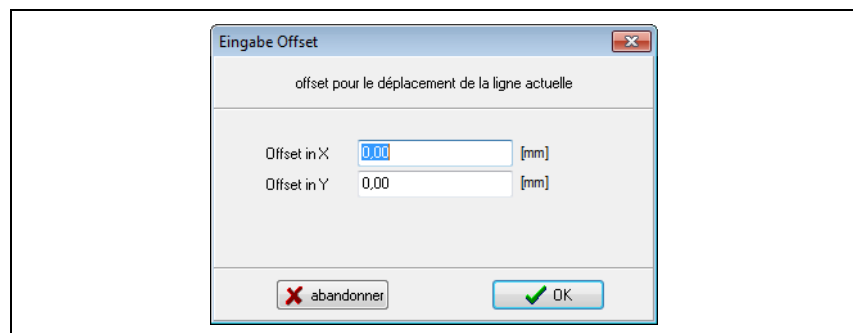 Eingabe Offset
offset pour le déplacement de la ligne actuelle
Offset in X 0,00 [mm]
Offset in Y 0,00 [mm]
abandonner OK